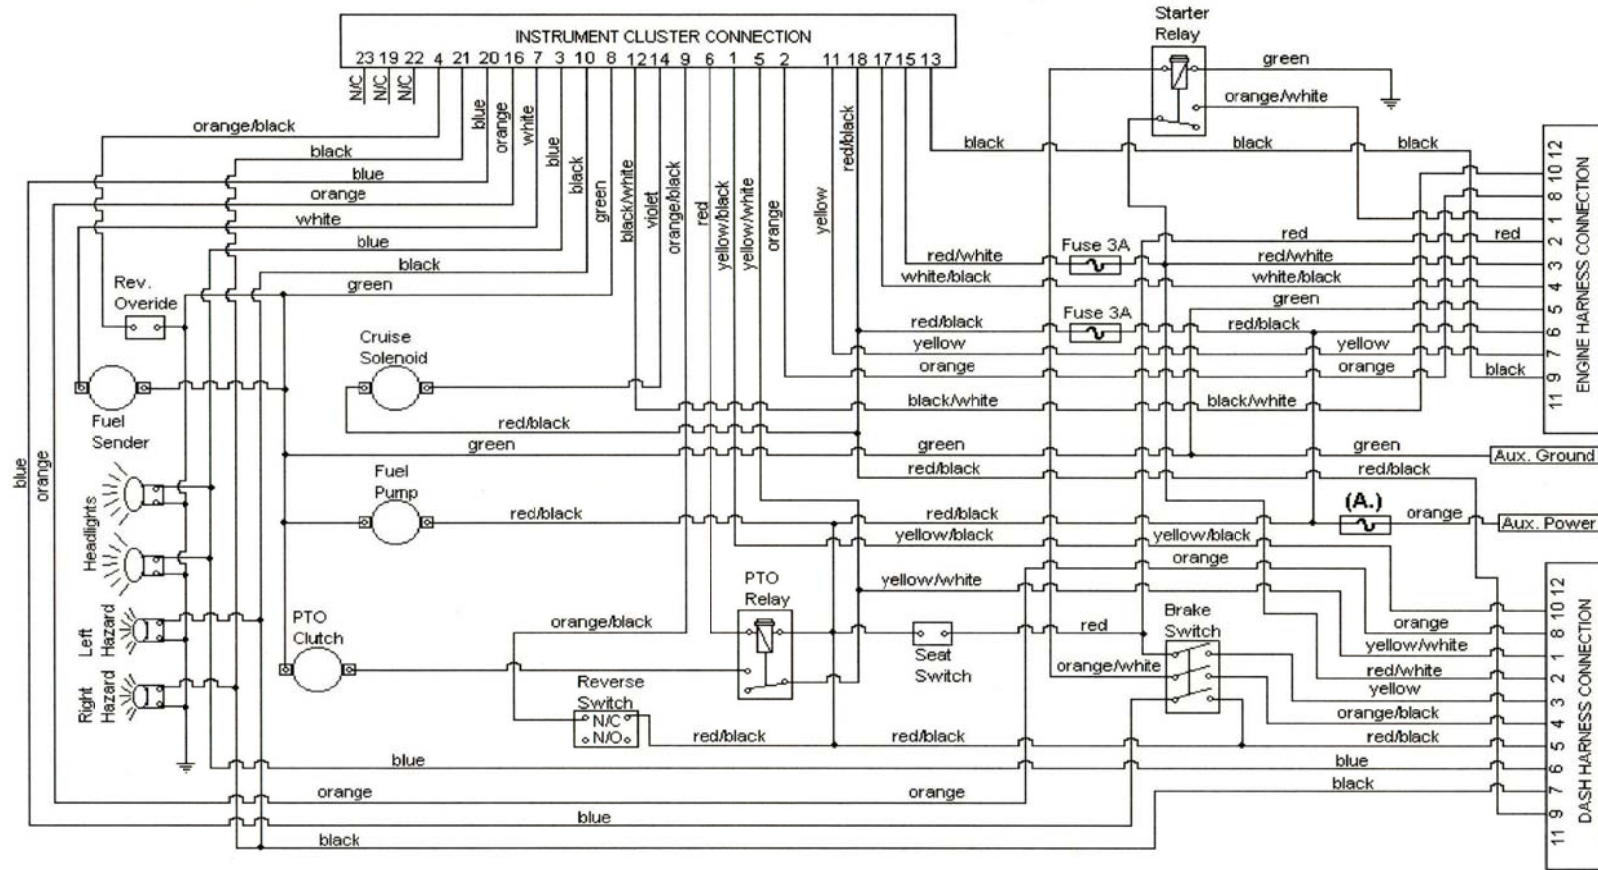 Starter
Relay
INSTRUMENT CLUSTER CONNECTION
23 19 22 4 21 20 16 7 3 10 8 12 14 9 6 1 5 2 11 18 17 15 13
N/C
N/C
N/C
blue
orange
white
blue
black
green
black/white
violet
orange/black
red
yellow/black
yellow/white
orange
yellow
red/black
green
orange/white
orange/black
black
black
black
black
blue
orange
white
blue
black
green
red
red
Fuse 3A
red/white
red/white
white/black
white/black
green
Rev.
Overide
Fuse 3A
red/black
red/black
yellow
yellow
orange
orange
black
Cruise
Solenoid
black/white
black/white
Fuel
Sender
red/black
green
green
green
Aux. Ground
red/black
red/black
ENGINE HARNESS CONNECTION
12
10
8
1
2
3
4
5
6
7
9
11
blue
orange
Fuel
Pump
Headlights
red/black
red/black
(A.)
orange
Aux. Power
yellow/black
yellow/black
orange
yellow/white
PTO
Relay
Left
Hazard
Right
Hazard
PTO
Clutch
orange/black
Seat
Switch
red
Brake
Switch
orange/white
orange
yellow/white
red/white
yellow
orange/black
red/black
Reverse
Switch
N/C
N/O
red/black
red/black
blue
blue
black
orange
orange
blue
black
DASH HARNESS CONNECTION
12
10
8
1
2
3
4
5
6
7
9
11